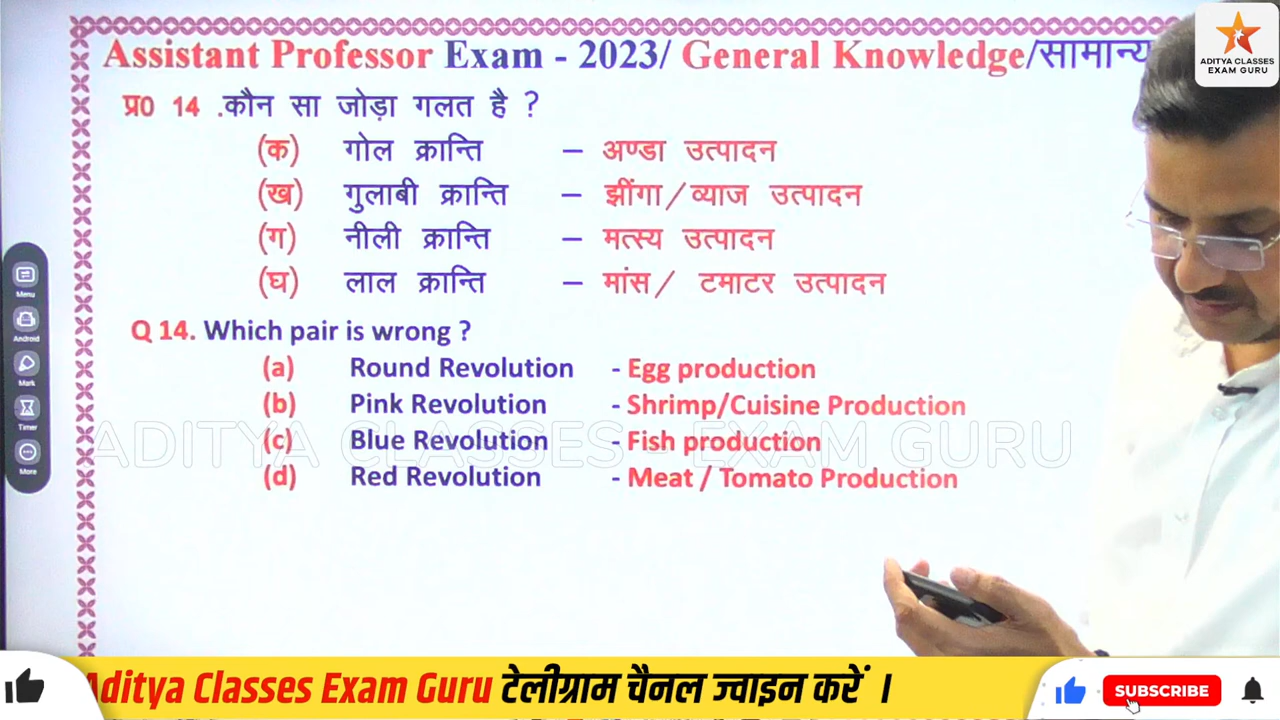 Assistant Professor Exam - 2023/ General Knowledge/सामान्य
ADITYA CLASSES
EXAM GURU
प्र0 14 .कौन सा जोड़ा गलत है ?
(क) गोल क्रान्ति – अण्डा उत्पादन
(ख) गुलाबी क्रान्ति – झींगा/व्याज उत्पादन
(ग) नीली क्रान्ति – मत्स्य उत्पादन
(घ) लाल क्रान्ति – मांस/ टमाटर उत्पादन
Q 14. Which pair is wrong ?
(a) Round Revolution - Egg production
(b) Pink Revolution - Shrimp/Cuisine Production
(c) Blue Revolution - Fish production
(d) Red Revolution - Meat / Tomato Production
ADITYA CLASSES - EXAM GURU
Menu
Android
Mark
Timer
More
Aditya Classes Exam Guru टेलीग्राम चैनल ज्वाइन करें ।
SUBSCRIBE